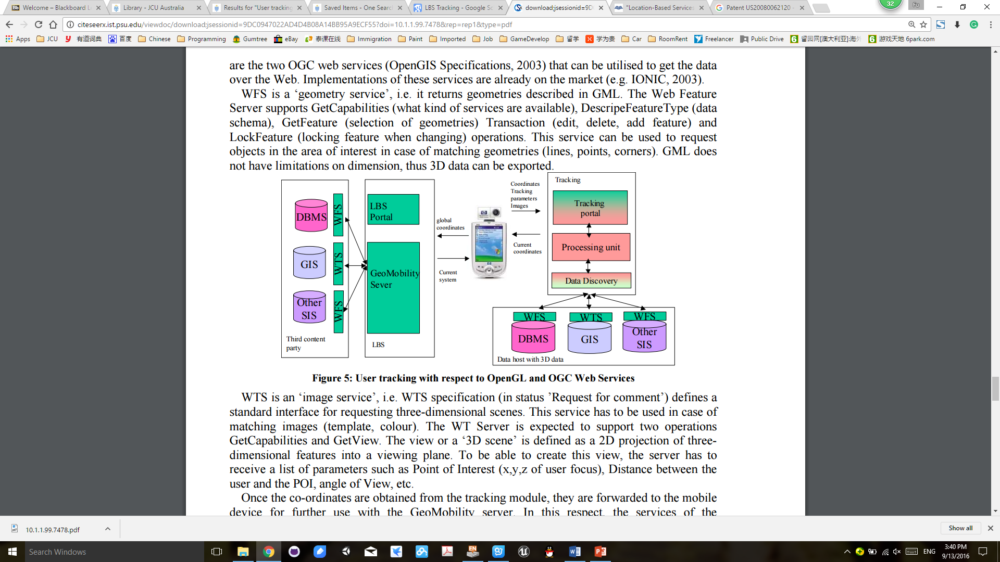 Welcome – Blackboard L
Library - JCU Australia
Results for "User tracking
Saved Items - One Searc
LBS Tracking - Google Sc
download;jsessionid=9D
"Location-Based Services
Patent US20080062120 -
32
Fu
citeseerx.ist.psu.edu/viewdoc/download;jsessionid=9DC0947022AD4D4B08A14BB95A9ECF55?doi=10.1.1.99.7478&rep=rep1&type=pdf
Apps JCU 有道词典 百度 Chinese Programming Gumtree eBay 泰课在线 Immigration Paint Imported Job GameDevelop 留学 学为贵 Car RoomRent Freelancer Public Drive 留园网[澳大利亚]:海外 游戏天地 6park.com
are the two OGC web services (OpenGIS Specifications, 2003) that can be utilised to get the data
over the Web. Implementations of these services are already on the market (e.g. IONIC, 2003).
WFS is a ‘geometry service’, i.e. it returns geometries described in GML. The Web Feature
Server supports GetCapabilities (what kind of services are available), DescripeFeatureType (data
schema), GetFeature (selection of geometries) Transaction (edit, delete, add feature) and
LockFeature (locking feature when changing) operations. This service can be used to request
objects in the area of interest in case of matching geometries (lines, points, corners). GML does
not have limitations on dimension, thus 3D data can be exported.
DBMS
WFS
GIS
WTS
Other
SIS
WFS
Third content
party
LBS
Portal
GeoMobility
Sever
LBS
global
coordinates
Current
system
Coordinates
Tracking
parameters
Images
Current
coordinates
Tracking
Tracking
portal
Processing unit
Data Discovery
WFS
WTS
WFS
DBMS
GIS
Other
SIS
Data host with 3D data
Figure 5: User tracking with respect to OpenGL and OGC Web Services
WTS is an ‘image service’, i.e. WTS specification (in status ’Request for comment’) defines a
standard interface for requesting three-dimensional scenes. This service has to be used in case of
matching images (template, colour). The WT Server is expected to support two operations
GetCapabilities and GetView. The view or a ‘3D scene’ is defined as a 2D projection of three-
dimensional features into a viewing plane. To be able to create this view, the server has to
receive a list of parameters such as Point of Interest (x,y,z of user focus), Distance between the
user and the POI, angle of View, etc.
Once the co-ordinates are obtained from the tracking module, they are forwarded to the mobile
device for further use with the GeoMobility server. In this respect, the services of the
10.1.1.99.7478.pdf
Show all
Search Windows
EN
ENG
3:40 PM
9/13/2016